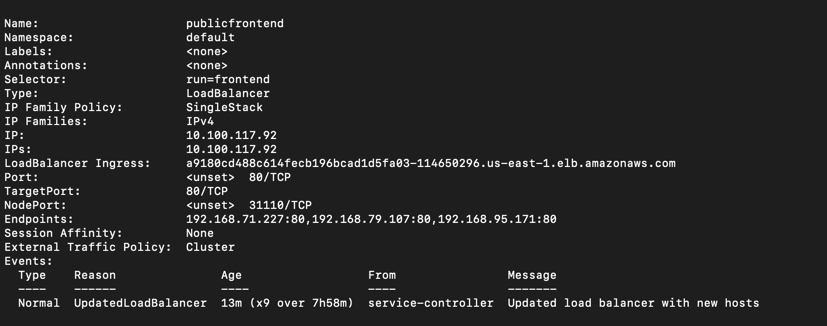 Name:                     publicfrontend
Namespace:                default
Labels:                   <none>
Annotations:              <none>
Selector:                 run=frontend
Type:                     LoadBalancer
IP Family Policy:         SingleStack
IP Families:              IPv4
IP:                       10.100.117.92
IPs:                      10.100.117.92
LoadBalancer Ingress:     a9180cd488c614fecb196bcad1d5fa03-114650296.us-east-1.elb.amazonaws.com
Port:                     <unset>  80/TCP
TargetPort:               80/TCP
NodePort:                 <unset>  31110/TCP
Endpoints:                192.168.71.227:80,192.168.79.107:80,192.168.95.171:80
Session Affinity:         None
External Traffic Policy:  Cluster
Events:
  Type    Reason               Age                  From                Message
  ----    ------               ----                 ----                -------
  Normal  UpdatedLoadBalancer  13m (x9 over 7h58m)  service-controller  Updated load balancer with new hosts